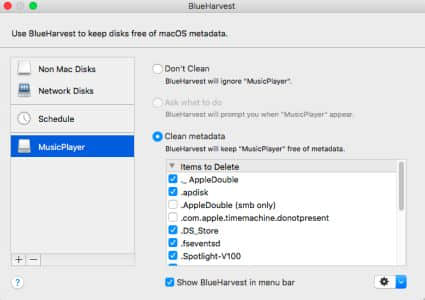 BlueHarvest
Use BlueHarvest to keep disks free of macOS metadata.
Non Mac Disks
Network Disks
Schedule
MusicPlayer
Don't Clean
BlueHarvest will ignore "MusicPlayer".
Ask what to do
BlueHarvest will prompt you when "MusicPlayer" appear.
Clean metadata
BlueHarvest will keep "MusicPlayer" free of metadata.
Items to Delete
._ AppleDouble
.apdisk
.AppleDouble (smb only)
.com.apple.timemachine.donotpresent
.DS_Store
.fseventsd
.Spotlight-V100
+ −
?
Show BlueHarvest in menu bar